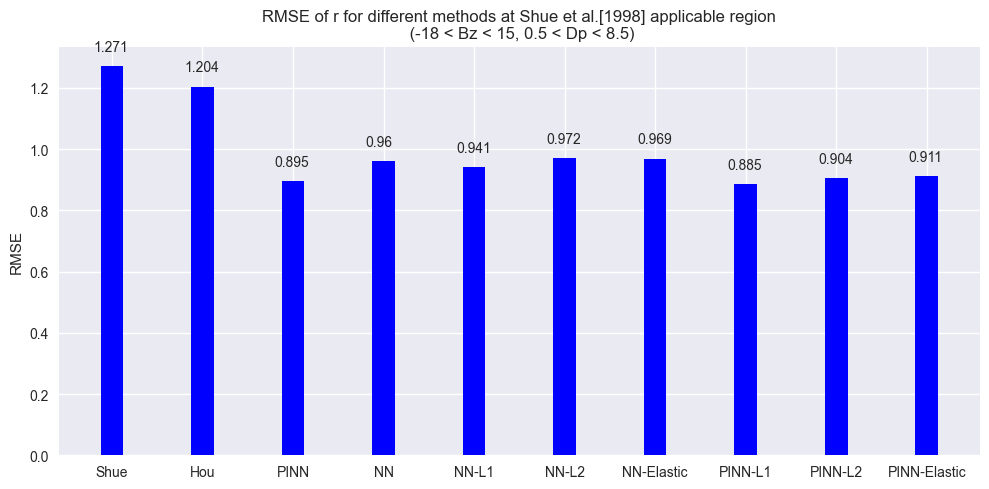 RMSE of r for different methods at Shue et al.[1998] applicable region
(-18 < Bz < 15, 0.5 < Dp < 8.5)
1.271
1.204
0.895
0.96
0.941
0.972
0.969
0.885
0.904
0.911
RMSE
1.2
1.0
0.8
0.6
0.4
0.2
0.0
Shue
Hou
PINN
NN
NN-L1
NN-L2
NN-Elastic
PINN-L1
PINN-L2
PINN-Elastic